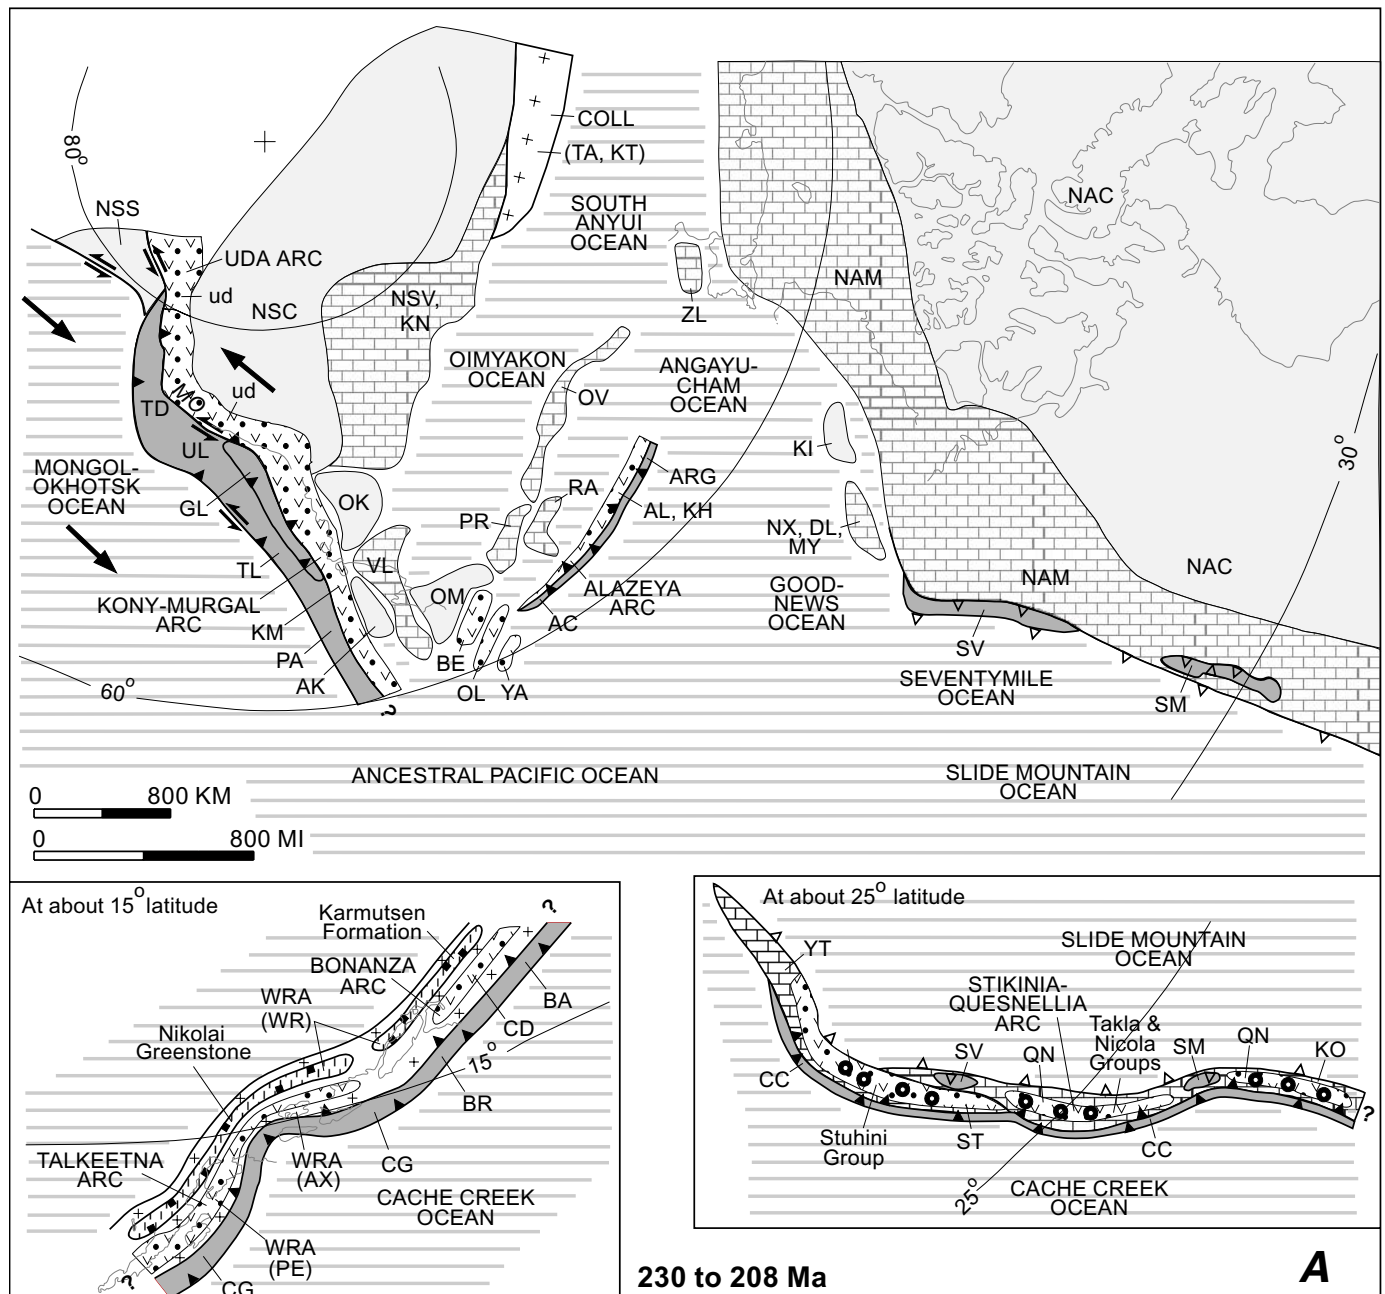 80°
NSS
COLL
(TA, KT)
SOUTH
ANYUI
OCEAN
NAC
UDA ARC
ud
NSC
NSV,
KN
NAM
ZL
OIMYAKON
OCEAN
ANGAYU-
CHAM
OCEAN
OV
TD
MO
ud
UL
KI
30°
MONGOL-
OKHOTSK
OCEAN
GL
OK
RA
ARG
AL, KH
PR
NX, DL,
MY
VL
TL
OM
ALAZEYA
ARC
GOOD-
NEWS
OCEAN
NAM
NAC
KONY-MURGAL
ARC
KM
AC
SV
PA
BE
AK
OL
YA
SEVENTYMILE
OCEAN
SM
60°
?
ANCESTRAL PACIFIC OCEAN
SLIDE MOUNTAIN
OCEAN
0 800 KM
0 800 MI
At about 15° latitude
Karmutsen
Formation
?
BONANZA
ARC
WRA
(WR)
BA
CD
Nikolai
Greenstone
15°
BR
TALKEETNA
ARC
WRA
(AX)
CG
CACHE CREEK
OCEAN
WRA
(PE)
?
CG
At about 25° latitude
YT
SLIDE MOUNTAIN
OCEAN
STIKINIA-
QUESNELLIA
ARC
Takla &
Nicola
Groups
SV
QN
SM
QN
KO
CC
?
Stuhini
Group
ST
CC
25°
CACHE CREEK
OCEAN
230 to 208 Ma
A